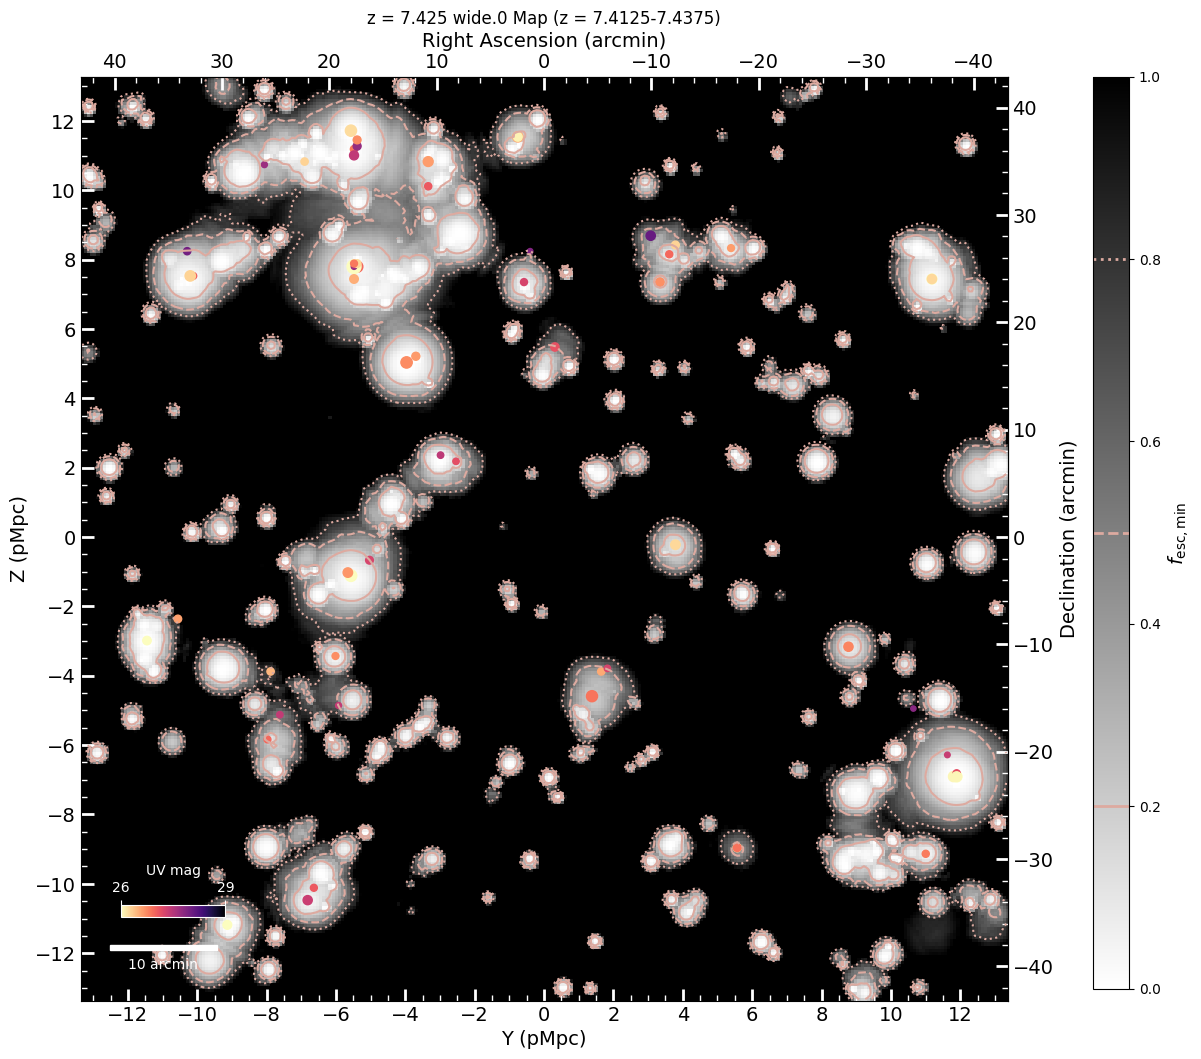 z = 7.425 wide.0 Map (z = 7.4125-7.4375)
Right Ascension (arcmin)
40 30 20 10 0 −10 −20 −30 −40
12
10
8
6
4
2
0
−2
−4
−6
−8
−10
−12
Z (pMpc)
40
30
20
10
0
−10
−20
−30
−40
Declination (arcmin)
1.0
0.8
0.6
0.4
0.2
0.0
fesc, min
UV mag
26 29
10 arcmin
−12 −10 −8 −6 −4 −2 0 2 4 6 8 10 12
Y (pMpc)